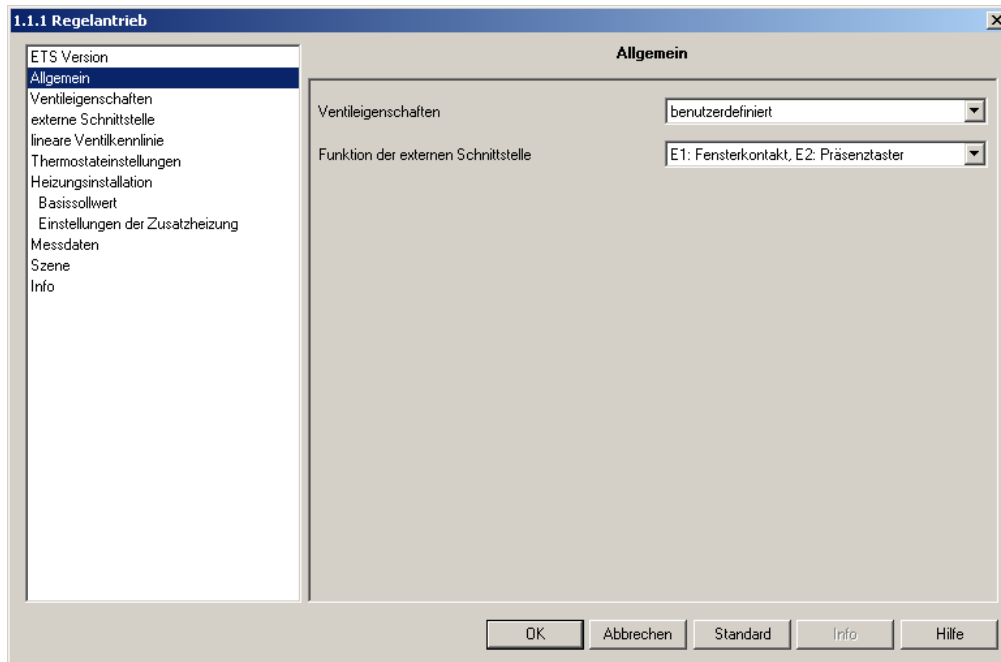 1.1.1 Regelantrieb
ETS Version
Allgemein
Ventileigenschaften
externe Schnittstelle
lineare Ventilkennlinie
Thermostateinstellungen
Heizungsinstallation
Basissollwert
Einstellungen der Zusatzheizung
Messdaten
Szene
Info
Allgemein
Ventileigenschaften
benutzerdefiniert
Funktion der externen Schnittstelle
E1: Fensterkontakt, E2: Präsenztaster
OK
Abbrechen
Standard
Info
Hilfe